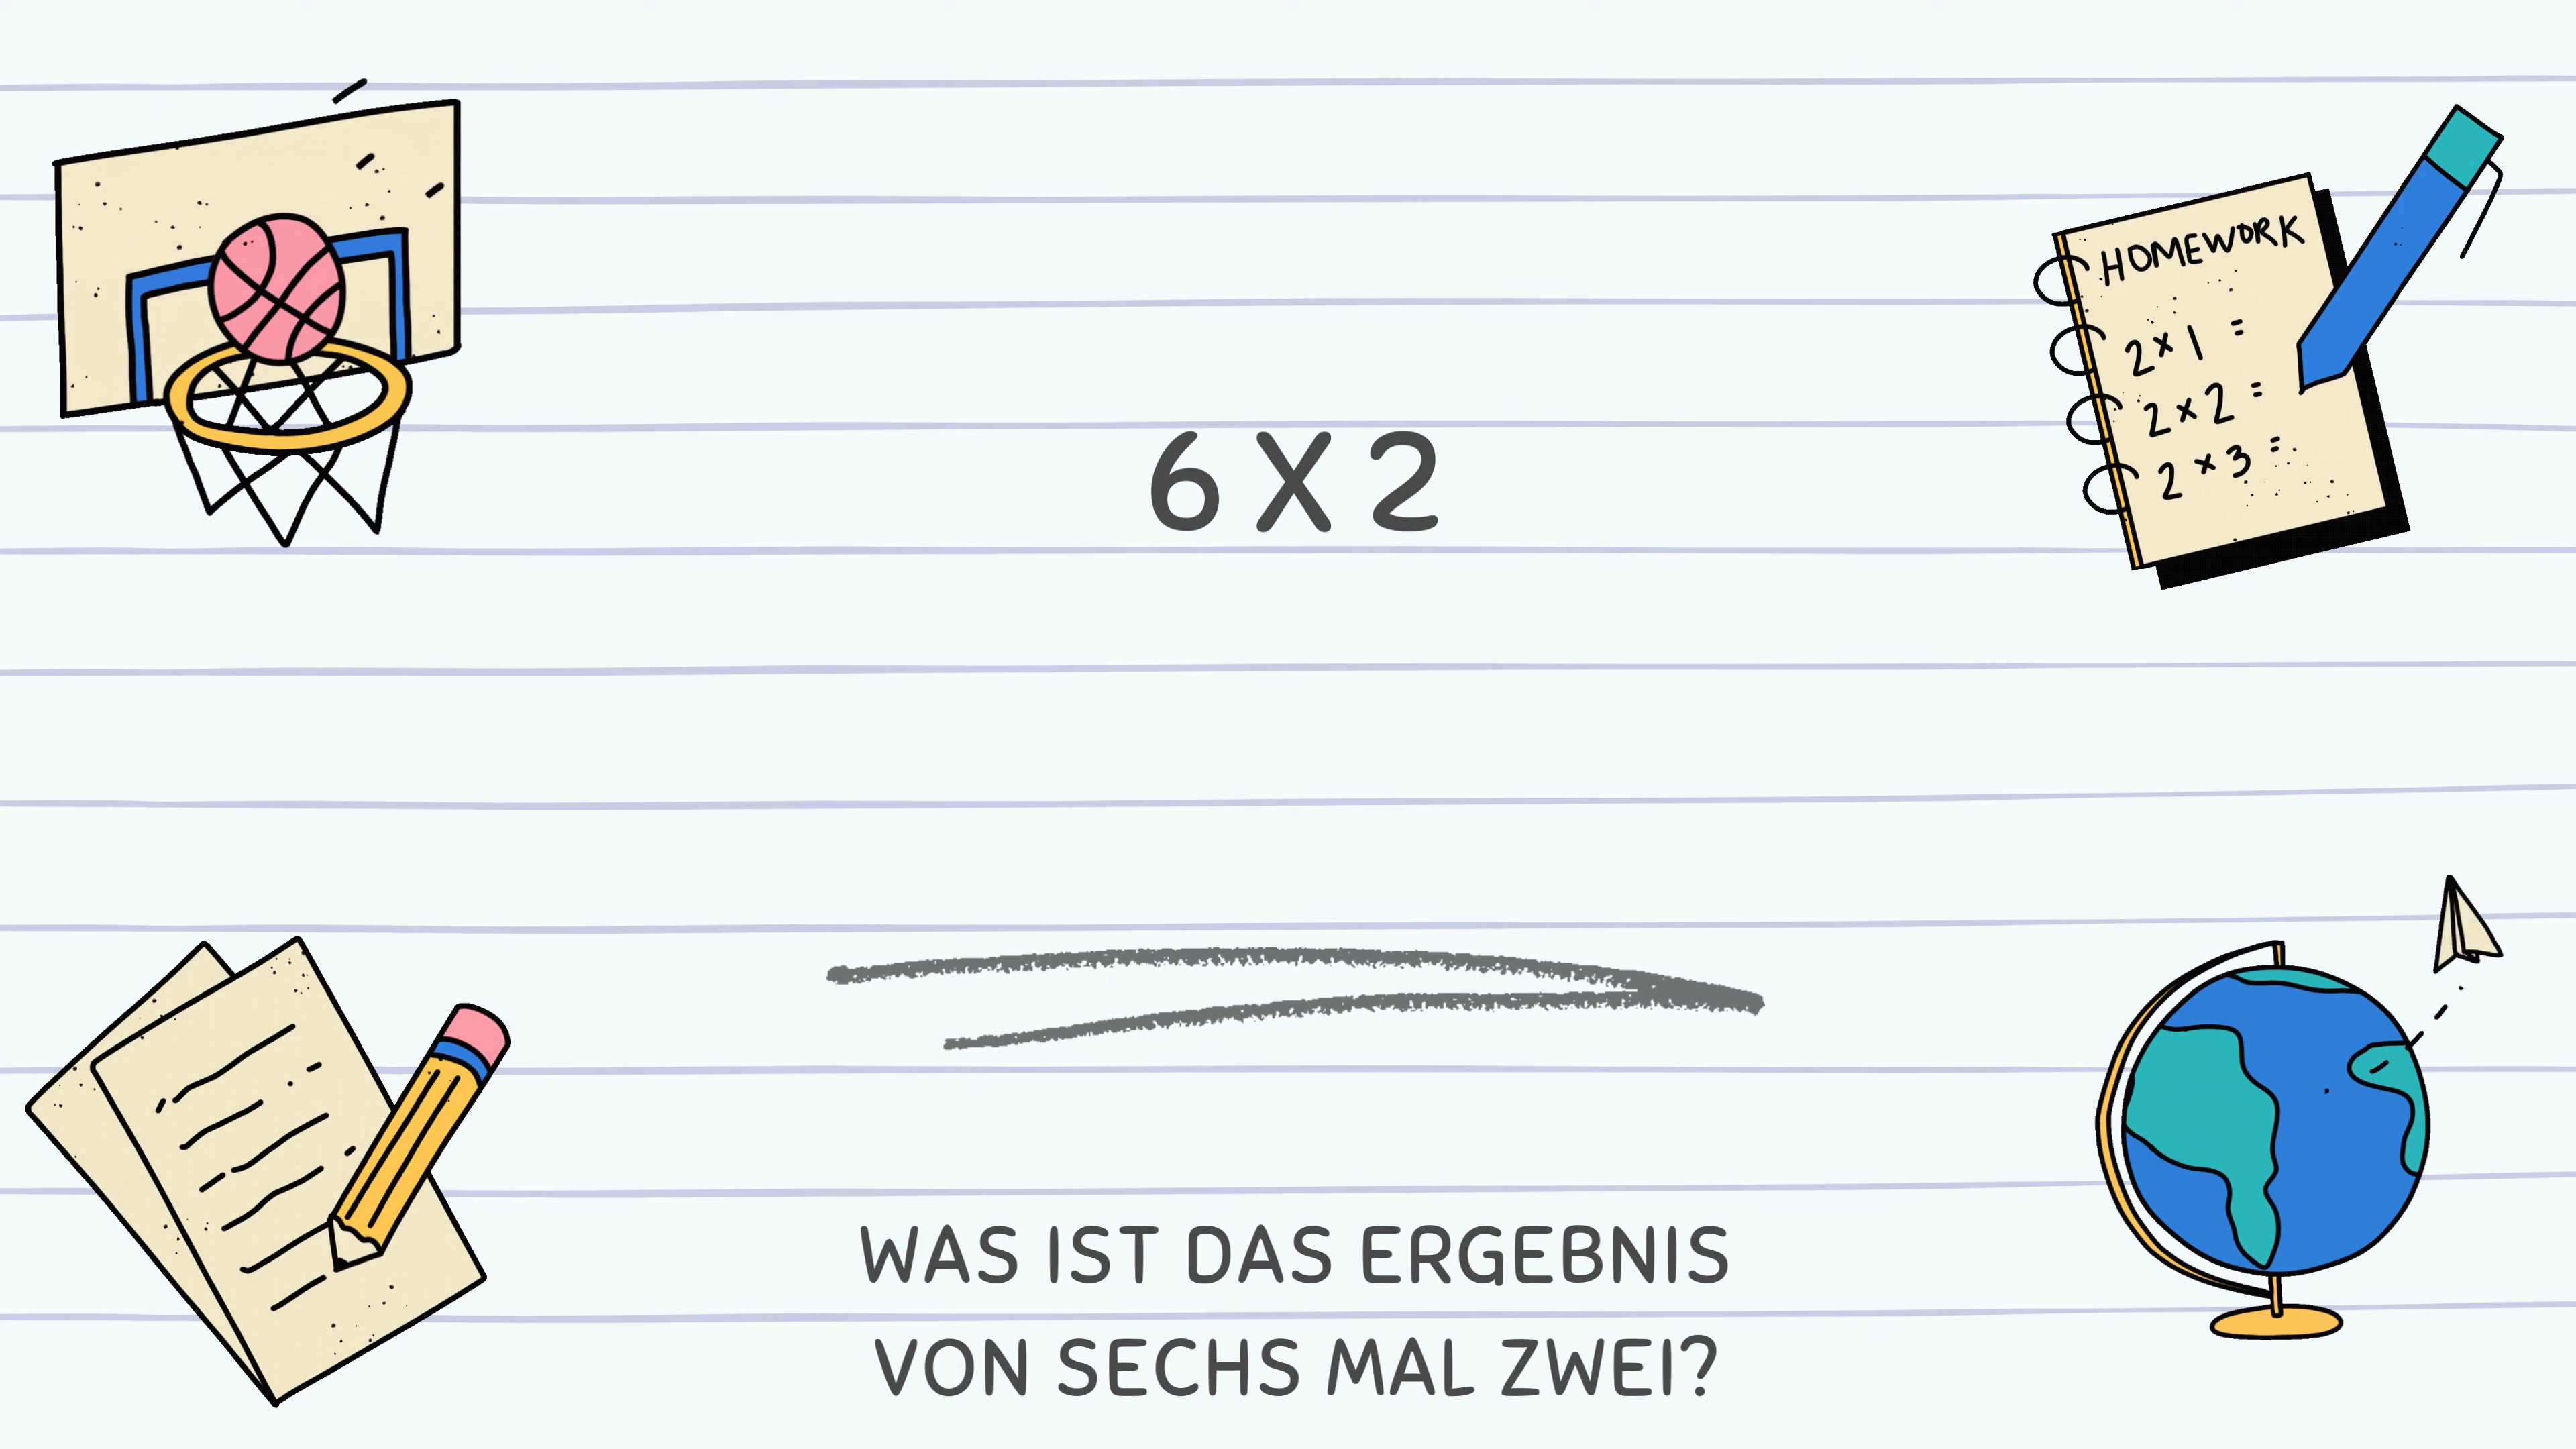 HOMEWORK
2 x 1 =
2 x 2 =
2 x 3 =
6 X 2
WAS IST DAS ERGEBNIS
VON SECHS MAL ZWEI?